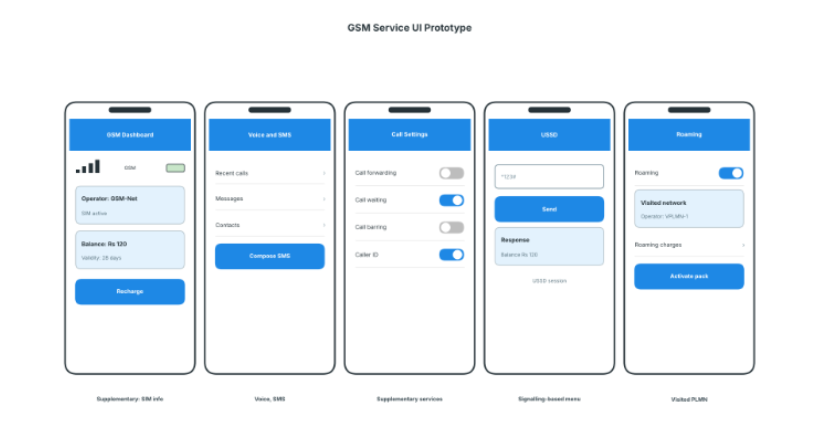 GSM Service UI Prototype
GSM Dashboard
GSM
Operator: GSM-Net
SIM active
Balance: Rs 120
Validity: 28 days
Recharge
Supplementary: SIM info
Voice and SMS
Recent calls
Messages
Contacts
Compose SMS
Voice, SMS
Call Settings
Call forwarding
Call waiting
Call barring
Caller ID
Supplementary services
USSD
*123#
Send
Response
Balance Rs 120
USSD session
Signalling-based menu
Roaming
Roaming
Visited network
Operator: VPLMN-1
Roaming charges
Activate pack
Visited PLMN